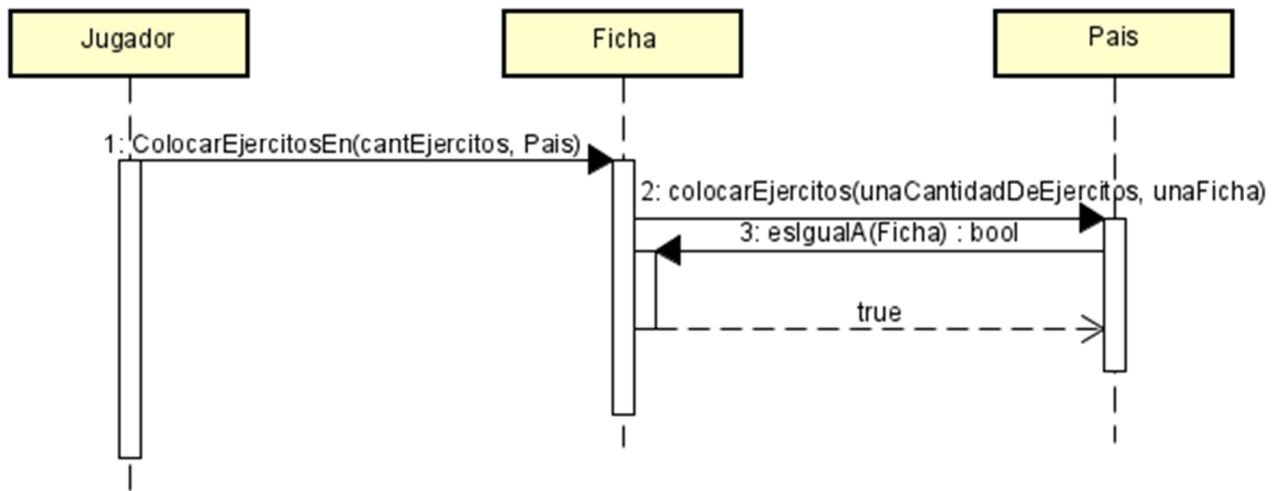 Jugador
Ficha
Pais
1: ColocarEjercitosEn(cantEjercitos, Pais)
2: colocarEjercitos(unaCantidadDeEjercitos, unaFicha)
3: esIgualA(Ficha) : bool
true